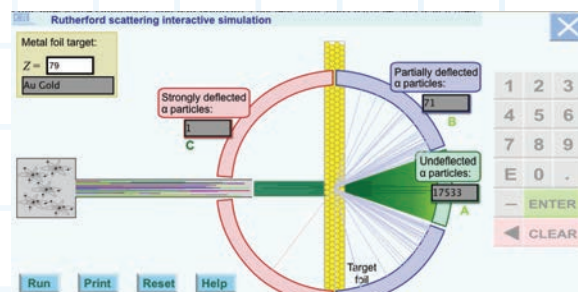 Rutherford scattering interactive simulation
Metal foil target:
Z = 79
Au Gold
Strongly deflected
α particles:
1
C
Partially deflected
α particles:
71
B
Undeflected
α particles:
17533
A
Target
foil
1 2 3
4 5 6
7 8 9
E 0 .
– ENTER
◀ CLEAR
Run Print Reset Help